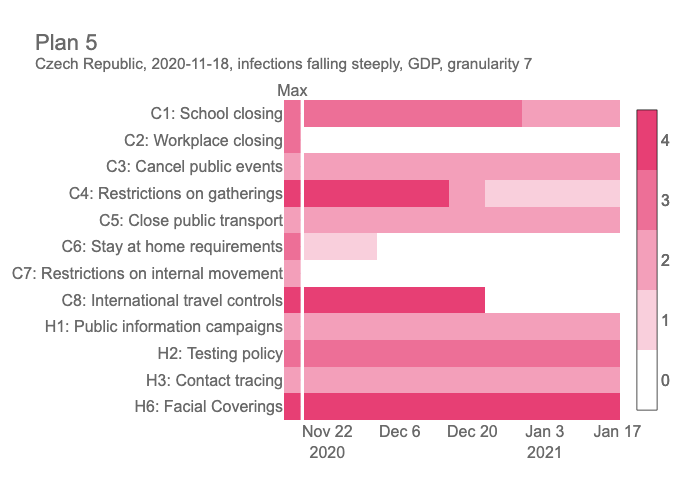 Plan 5
Czech Republic, 2020-11-18, infections falling steeply, GDP, granularity 7
Max
C1: School closing
C2: Workplace closing
C3: Cancel public events
C4: Restrictions on gatherings
C5: Close public transport
C6: Stay at home requirements
C7: Restrictions on internal movement
C8: International travel controls
H1: Public information campaigns
H2: Testing policy
H3: Contact tracing
H6: Facial Coverings
4
3
2
1
0
Nov 22 Dec 6 Dec 20 Jan 3 Jan 17
2020 2021